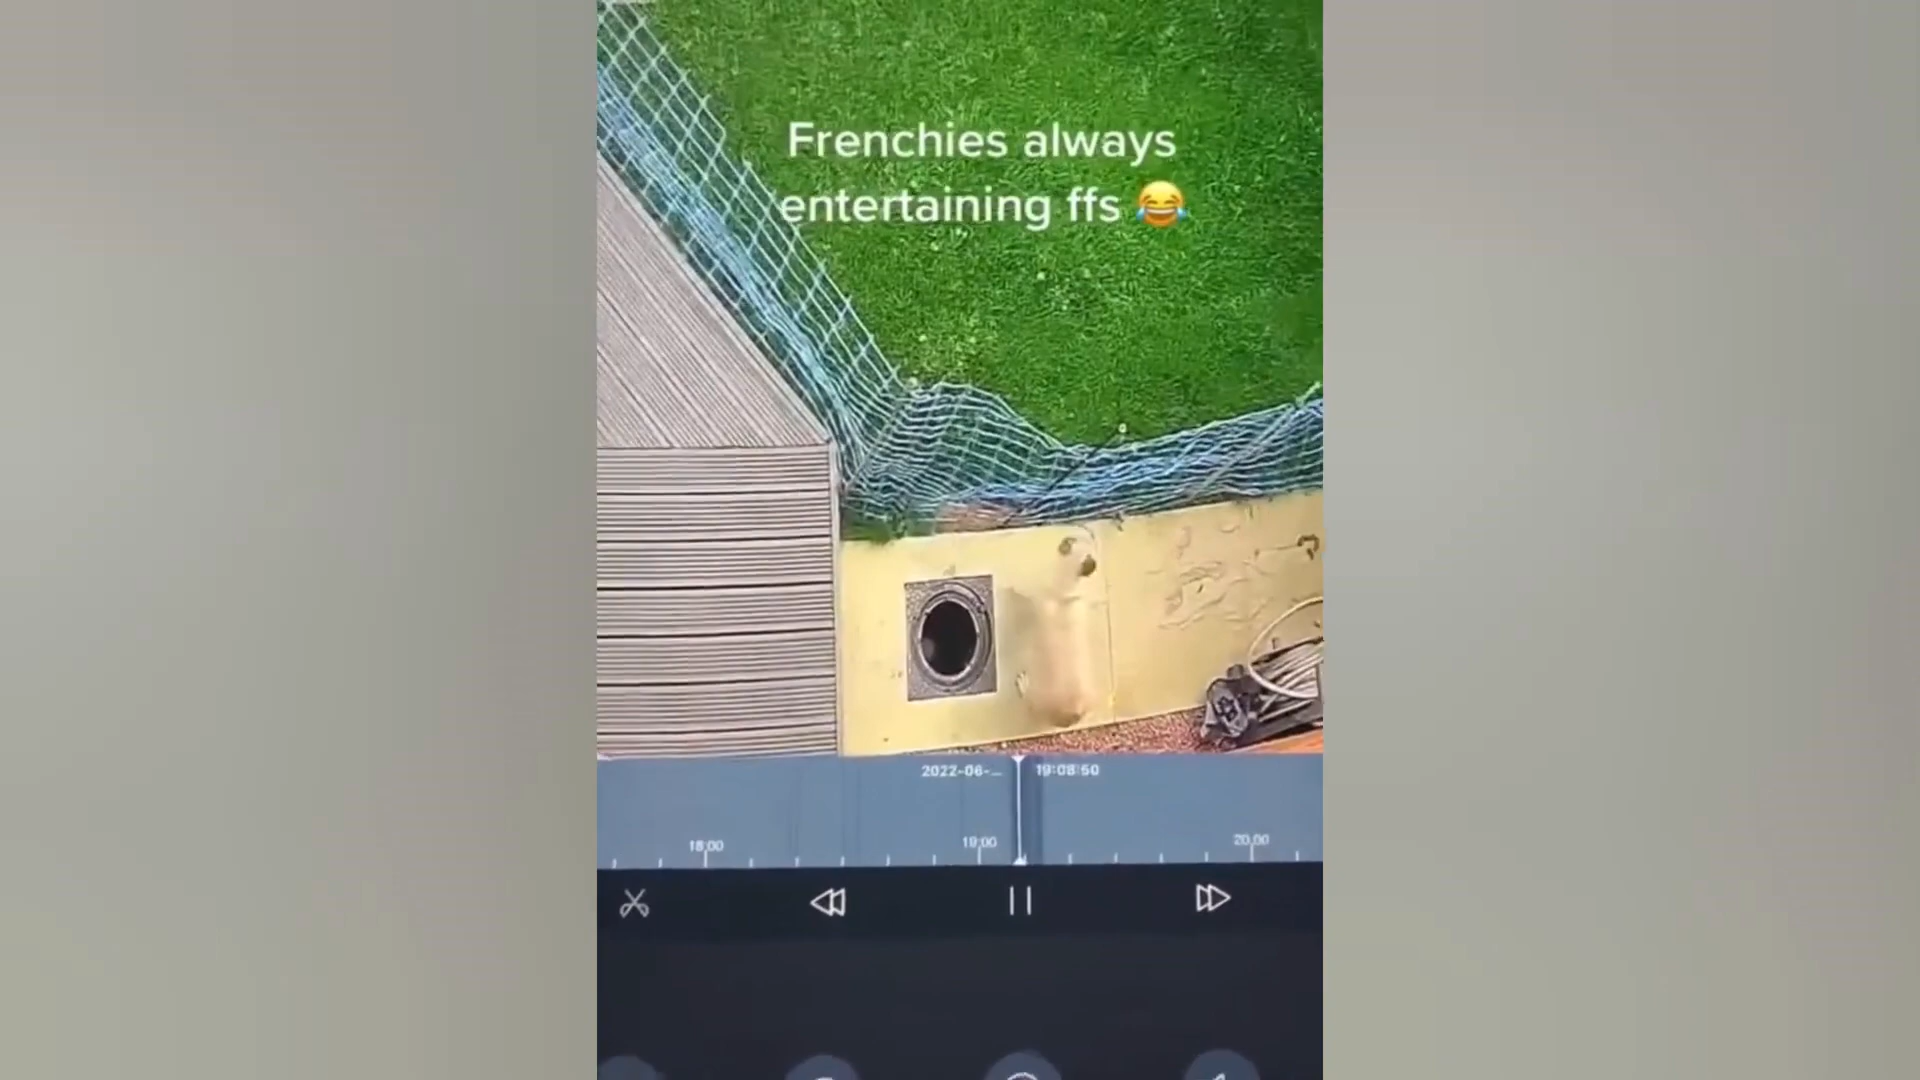 Frenchies always
entertaining ffs 😂
2022-06-... 19:08:50
18:00 19:00 20:00